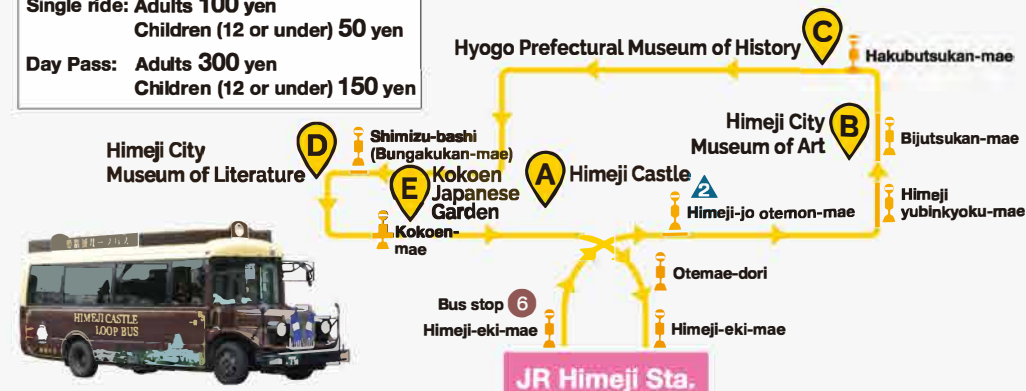 Single ride: Adults 100 yen
Children (12 or under) 50 yen
Day Pass: Adults 300 yen
Children (12 or under) 150 yen
C
Hyogo Prefectural Museum of History
Hakubutsukan-mae
Himeji City
Museum of Art
B
Bijutsukan-mae
D
Shimizu-bashi
(Bungakukan-mae)
Himeji City
Museum of Literature
E
Kokoen
Japanese
Garden
A
Himeji Castle
2
Himeji-jo otemon-mae
Himeji
yubinkyoku-mae
Kokoen-
mae
Otemae-dori
Bus stop 6
Himeji-eki-mae
Himeji-eki-mae
HIMEJI CASTLE
LOOP BUS
JR Himeji Sta.